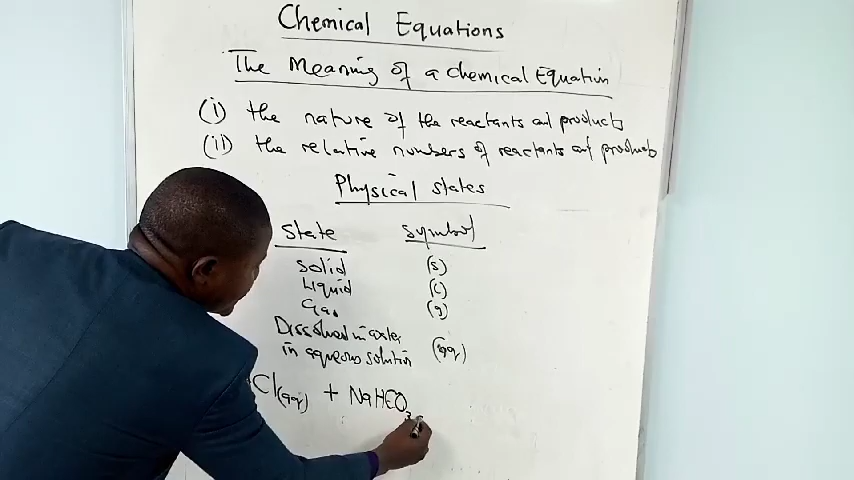 Chemical Equations
The Meaning of a chemical Equation
(i) the nature of the reactants and products
(ii) the relative numbers of reactants and products
Physical states
State Symbol
Solid (s)
Liquid (l)
Gas (g)
Dissolved in water
in aqueous solution (aq)
Cl(aq) + NaHCO3